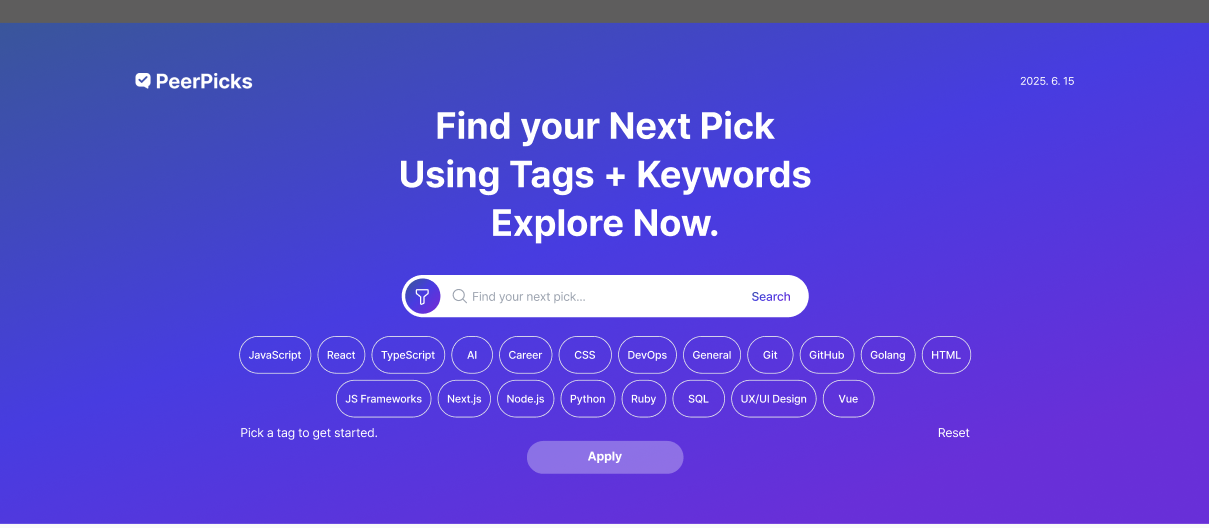 PeerPicks
2025. 6. 15
Find your Next Pick
Using Tags + Keywords
Explore Now.
Find your next pick...
Search
JavaScript React TypeScript AI Career CSS DevOps General Git GitHub Golang HTML
JS Frameworks Next.js Node.js Python Ruby SQL UX/UI Design Vue
Pick a tag to get started.
Reset
Apply